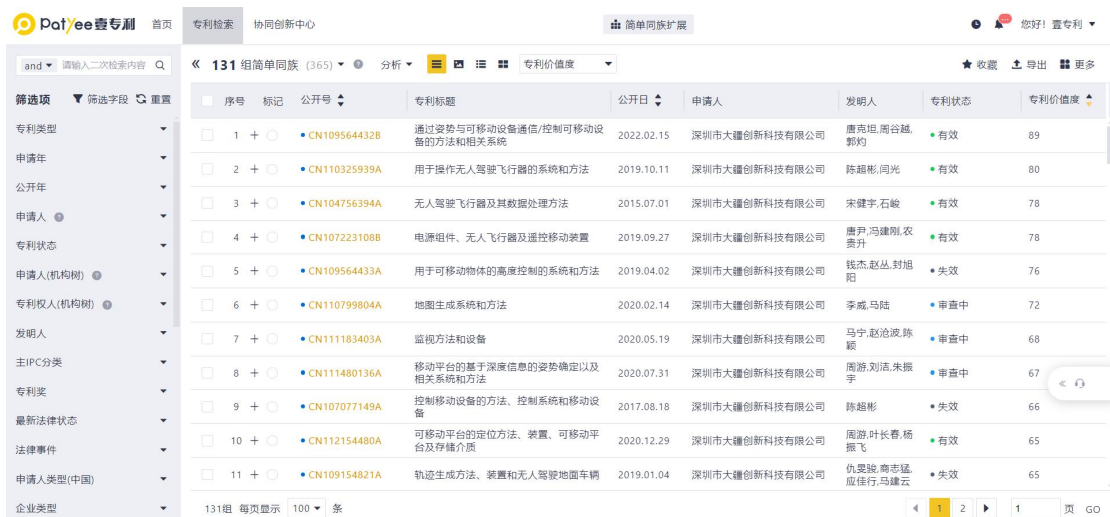 Patyee壹专利 首页 专利检索 协同创新中心 简单同族扩展 您好！壹专利
and 请输入二次检索内容
131 组简单同族 (365) 分析 专利价值度 收藏 导出 更多
筛选项 筛选字段 重置
专利类型
申请年
公开年
申请人
专利状态
申请人(机构树)
专利权人(机构树)
发明人
主IPC分类
专利奖
最新法律状态
法律事件
申请人类型(中国)
企业类型
序号 标记 公开号 专利标题 公开日 申请人 发明人 专利状态 专利价值度
1 CN109564432B 通过姿势与可移动设备通信/控制可移动设 2022.02.15 深圳市大疆创新科技有限公司 唐克坦,周谷越, 有效 89
备的方法和相关系统 郭灼
2 CN110325939A 用于操作无人驾驶飞行器的系统和方法 2019.10.11 深圳市大疆创新科技有限公司 陈超彬,闫光 有效 80
3 CN104756394A 无人驾驶飞行器及其数据处理方法 2015.07.01 深圳市大疆创新科技有限公司 宋健宇,石峻 有效 78
4 CN107223108B 电源组件、无人飞行器及遥控移动装置 2019.09.27 深圳市大疆创新科技有限公司 唐尹,冯建刚,农 有效 78
贵升
5 CN109564433A 用于可移动物体的高度控制的系统和方法 2019.04.02 深圳市大疆创新科技有限公司 钱杰,赵丛,封旭 失效 76
阳
6 CN110799804A 地图生成系统和方法 2020.02.14 深圳市大疆创新科技有限公司 李威,马陆 审查中 72
7 CN111183403A 监视方法和设备 2020.05.19 深圳市大疆创新科技有限公司 马宁,赵沧波,陈 审查中 68
颖
8 CN111480136A 移动平台的基于深度信息的姿势确定以及 2020.07.31 深圳市大疆创新科技有限公司 周游,刘洁,朱振 审查中 67
相关系统和方法 宇
9 CN107077149A 控制移动设备的方法、控制系统和移动设 2017.08.18 深圳市大疆创新科技有限公司 陈超彬 失效 66
备
10 CN112154480A 可移动平台的定位方法、装置、可移动平 2020.12.29 深圳市大疆创新科技有限公司 周游,叶长春,杨 有效 65
台及存储介质 振飞
11 CN109154821A 轨迹生成方法、装置和无人驾驶地面车辆 2019.01.04 深圳市大疆创新科技有限公司 仇旻骏,商志猛, 失效 65
应佳行,马建云
131组 每页显示 100 条 1 2 1 页 GO